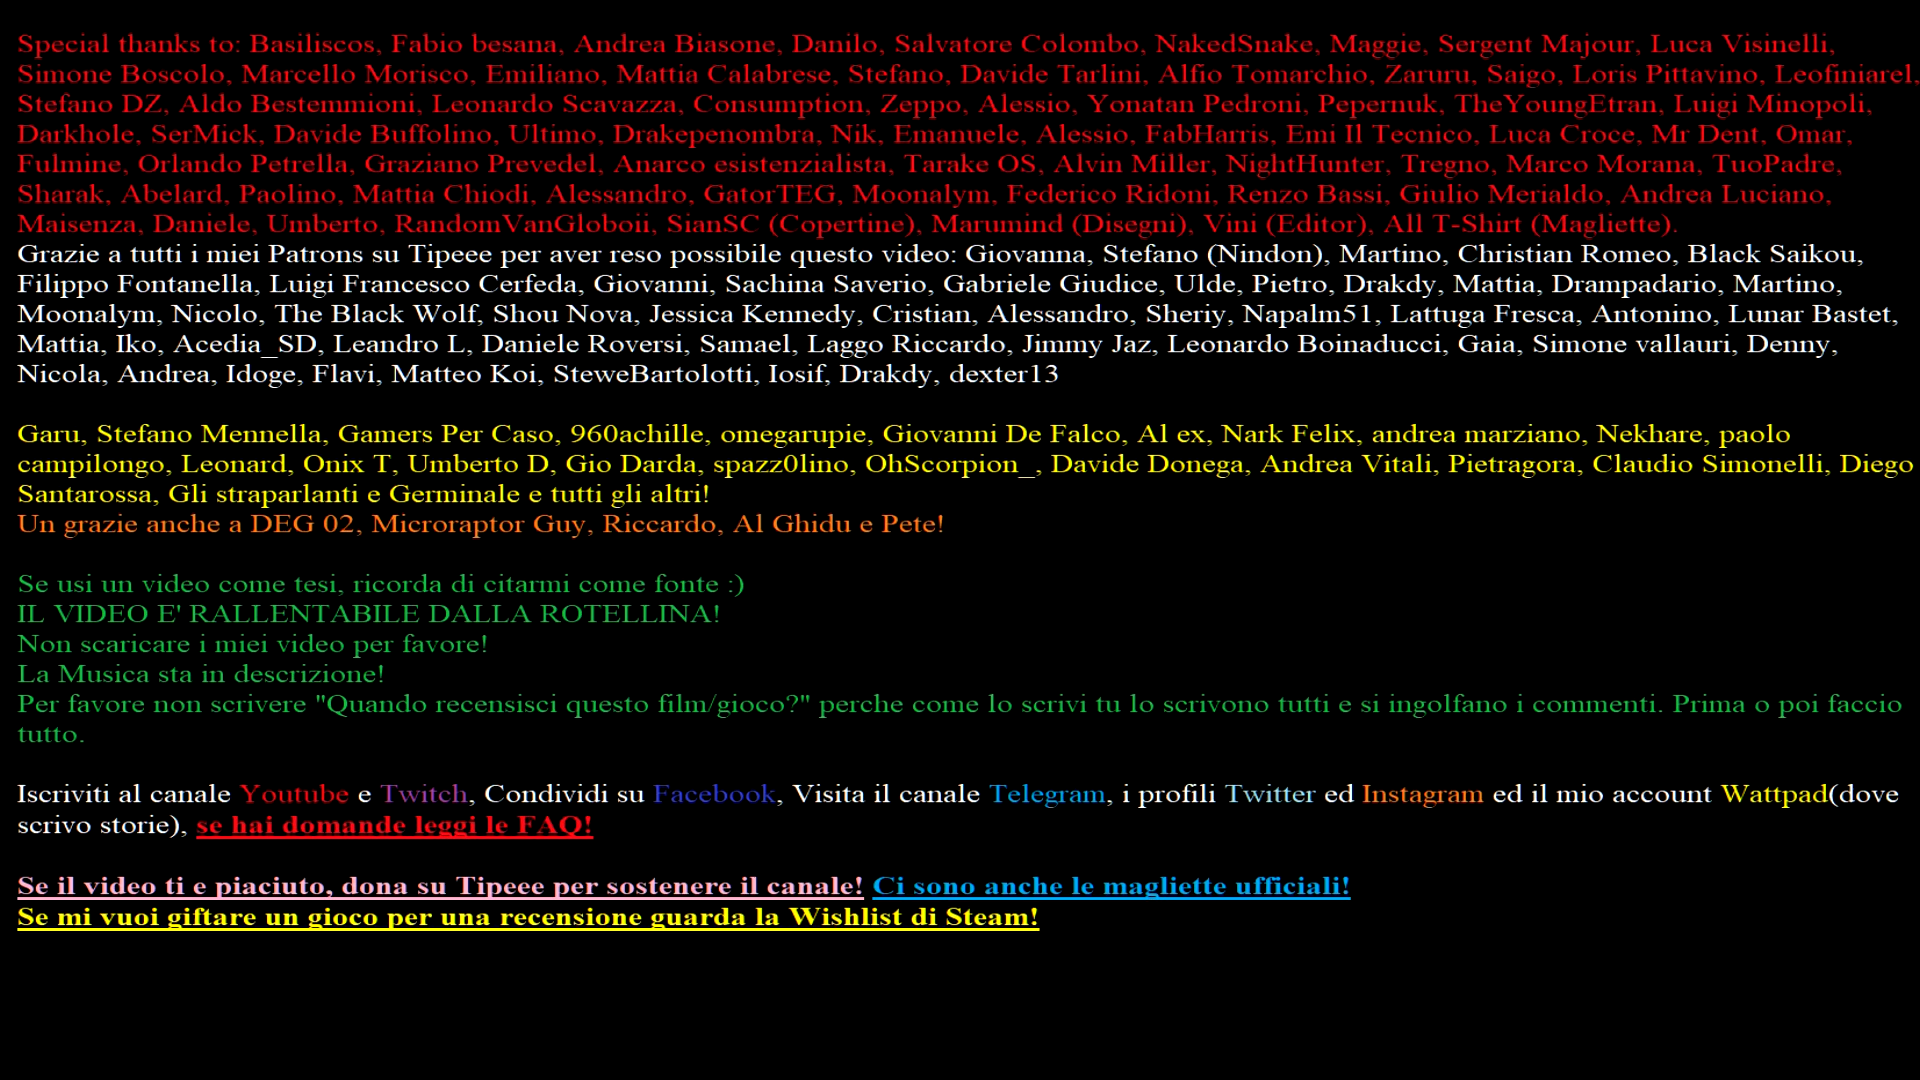 Special thanks to: Basiliscos, Fabio besana, Andrea Biasone, Danilo, Salvatore Colombo, NakedSnake, Maggie, Sergent Majour, Luca Visinelli,
Simone Boscolo, Marcello Morisco, Emiliano, Mattia Calabrese, Stefano, Davide Tarlini, Alfio Tomarchio, Zaruru, Saigo, Loris Pittavino, Leofiniarel,
Stefano DZ, Aldo Bestemmioni, Leonardo Scavazza, Consumption, Zeppo, Alessio, Yonatan Pedroni, Pepernuk, TheYoungEtran, Luigi Minopoli,
Darkhole, SerMick, Davide Buffolino, Ultimo, Drakepenombra, Nik, Emanuele, Alessio, FabHarris, Emi Il Tecnico, Luca Croce, Mr Dent, Omar,
Fulmine, Orlando Petrella, Graziano Prevedel, Anarco esistenzialista, Tarake OS, Alvin Miller, NightHunter, Tregno, Marco Morana, TuoPadre,
Sharak, Abelard, Paolino, Mattia Chiodi, Alessandro, GatorTEG, Moonalym, Federico Ridoni, Renzo Bassi, Giulio Merialdo, Andrea Luciano,
Maisenza, Daniele, Umberto, RandomVanGloboii, SianSC (Copertine), Marumind (Disegni), Vini (Editor), All T-Shirt (Magliette).
Grazie a tutti i miei Patrons su Tipeee per aver reso possibile questo video: Giovanna, Stefano (Nindon), Martino, Christian Romeo, Black Saikou,
Filippo Fontanella, Luigi Francesco Cerfeda, Giovanni, Sachina Saverio, Gabriele Giudice, Ulde, Pietro, Drakdy, Mattia, Drampadario, Martino,
Moonalym, Nicolo, The Black Wolf, Shou Nova, Jessica Kennedy, Cristian, Alessandro, Sheriy, Napalm51, Lattuga Fresca, Antonino, Lunar Bastet,
Mattia, Iko, Acedia_SD, Leandro L, Daniele Roversi, Samael, Laggo Riccardo, Jimmy Jaz, Leonardo Boinaducci, Gaia, Simone vallauri, Denny,
Nicola, Andrea, Idoge, Flavi, Matteo Koi, SteweBartolotti, Iosif, Drakdy, dexter13
Garu, Stefano Mennella, Gamers Per Caso, 960achille, omegarupie, Giovanni De Falco, Al ex, Nark Felix, andrea marziano, Nekhare, paolo
campilongo, Leonard, Onix T, Umberto D, Gio Darda, spazz0lino, OhScorpion_, Davide Donega, Andrea Vitali, Pietragora, Claudio Simonelli, Diego
Santarossa, Gli straparlanti e Germinale e tutti gli altri!
Un grazie anche a DEG 02, Microraptor Guy, Riccardo, Al Ghidu e Pete!
Se usi un video come tesi, ricorda di citarmi come fonte :)
IL VIDEO E' RALLENTABILE DALLA ROTELLINA!
Non scaricare i miei video per favore!
La Musica sta in descrizione!
Per favore non scrivere "Quando recensisci questo film/gioco?" perche come lo scrivi tu lo scrivono tutti e si ingolfano i commenti. Prima o poi faccio
tutto.
Iscriviti al canale Youtube e Twitch, Condividi su Facebook, Visita il canale Telegram, i profili Twitter ed Instagram ed il mio account Wattpad(dove
scrivo storie), se hai domande leggi le FAQ!
Se il video ti e piaciuto, dona su Tipeee per sostenere il canale! Ci sono anche le magliette ufficiali!
Se mi vuoi giftare un gioco per una recensione guarda la Wishlist di Steam!